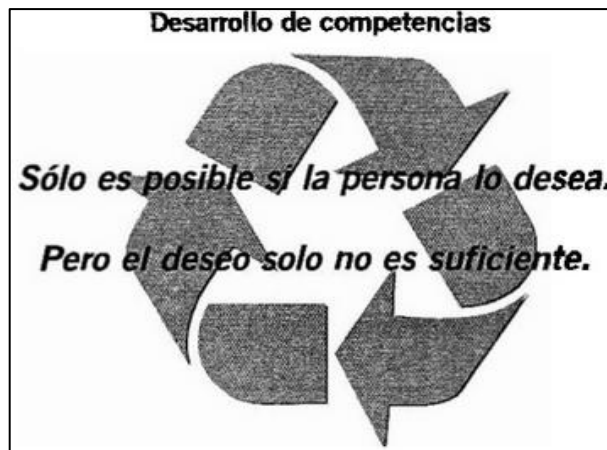 Desarrollo de competencias
Sólo es posible si la persona lo desea.
Pero el deseo solo no es suficiente.